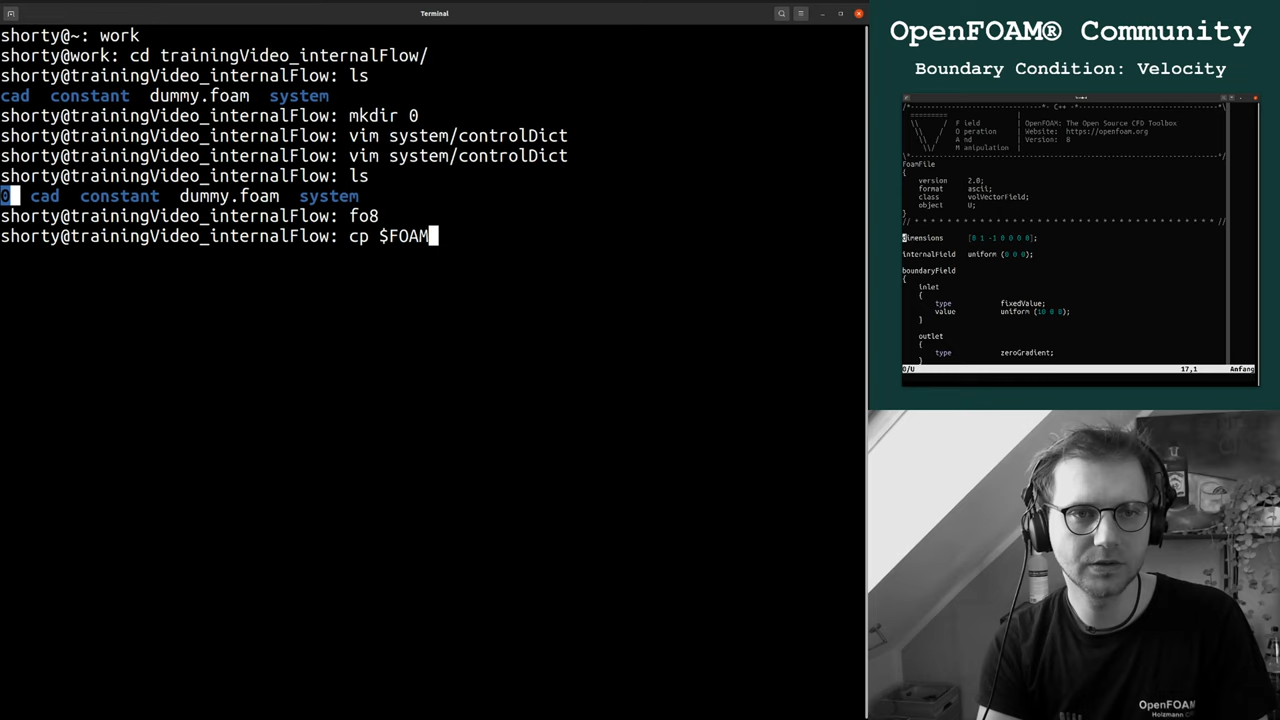 Terminal
shorty@~: work
shorty@work: cd trainingVideo_internalFlow/
shorty@trainingVideo_internalFlow: ls
cad constant dummy.foam system
shorty@trainingVideo_internalFlow: mkdir 0
shorty@trainingVideo_internalFlow: vim system/controlDict
shorty@trainingVideo_internalFlow: vim system/controlDict
shorty@trainingVideo_internalFlow: ls
0 cad constant dummy.foam system
shorty@trainingVideo_internalFlow: fo8
shorty@trainingVideo_internalFlow: cp $FOAM
OpenFOAM® Community
Boundary Condition: Velocity
/*--------------------------------*- C++ -*----------------------------------*\
=========                 |
\\      /  F ield         | OpenFOAM: The Open Source CFD Toolbox
\\    /   O peration     | Website:  https://openfoam.org
\\  /    A nd           | Version:  8
\\/     M anipulation  |
\*---------------------------------------------------------------------------*/
FoamFile
{
version 2.0;
format ascii;
class volVectorField;
object U;
}
// * * * * * * * * * * * * * * * * * * * * * * * * * * * * * * * * * * * * * //
dimensions [0 1 -1 0 0 0 0];
internalField uniform (0 0 0);
boundaryField
{
inlet
{
type fixedValue;
value uniform (10 0 0);
}
outlet
{
type zeroGradient;
}
0/U 17,1 Anfang
OpenFOAM